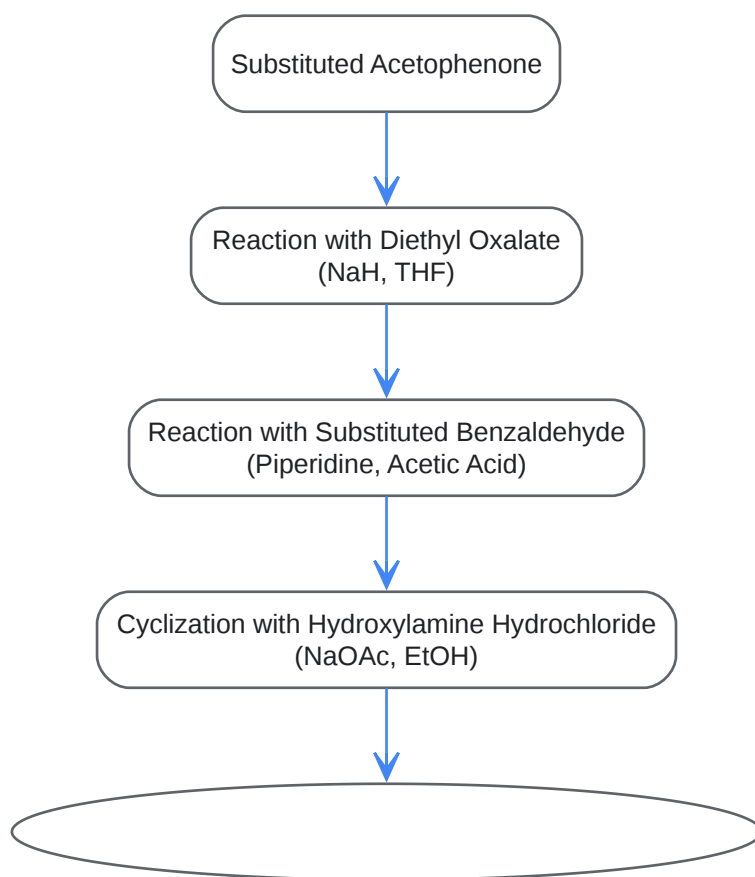 Substituted Acetophenone
Reaction with Diethyl Oxalate
(NaH, THF)
Reaction with Substituted Benzaldehyde
(Piperidine, Acetic Acid)
Cyclization with Hydroxylamine Hydrochloride
(NaOAc, EtOH)